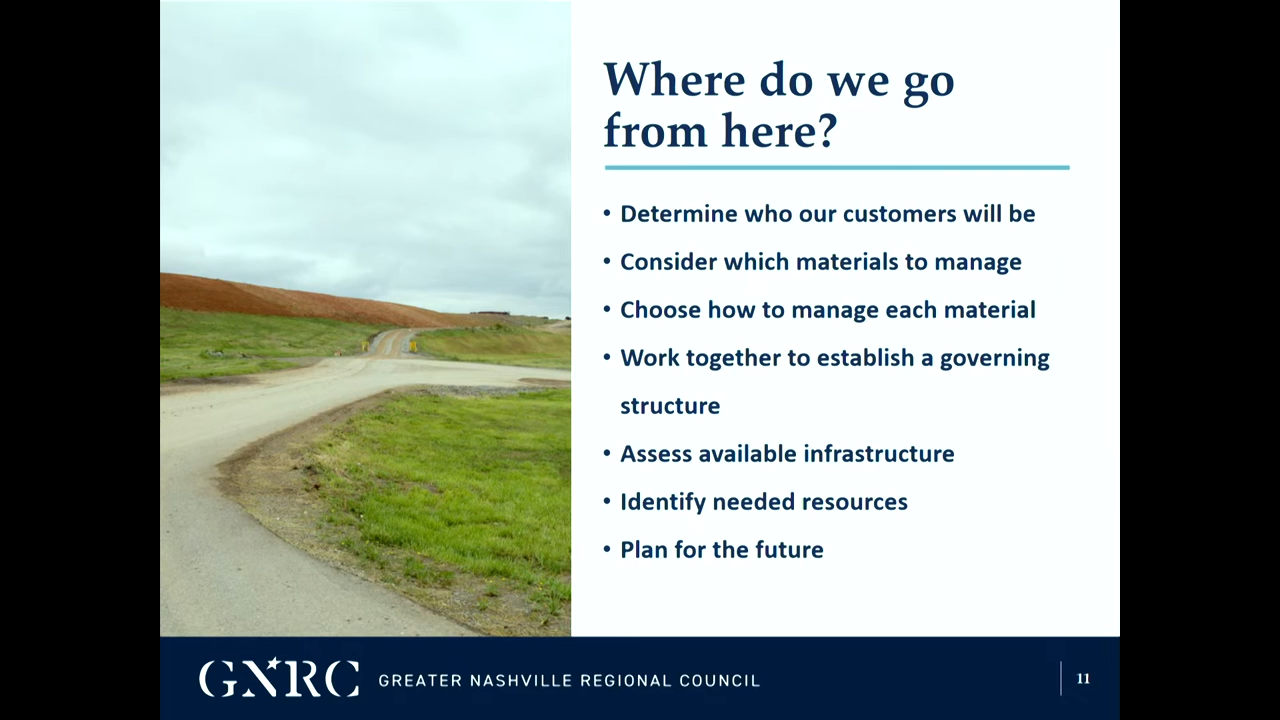 Where do we go
from here?
• Determine who our customers will be
• Consider which materials to manage
• Choose how to manage each material
• Work together to establish a governing
structure
• Assess available infrastructure
• Identify needed resources
• Plan for the future
GNRC GREATER NASHVILLE REGIONAL COUNCIL
11